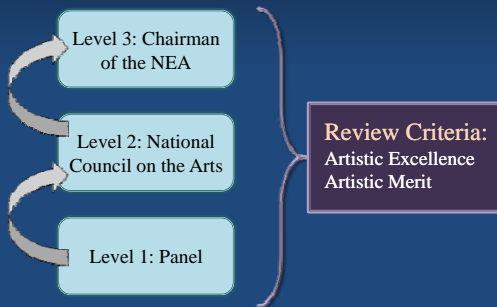 Level 3: Chairman
of the NEA
Level 2: National
Council on the Arts
Level 1: Panel
Review Criteria:
Artistic Excellence
Artistic Merit